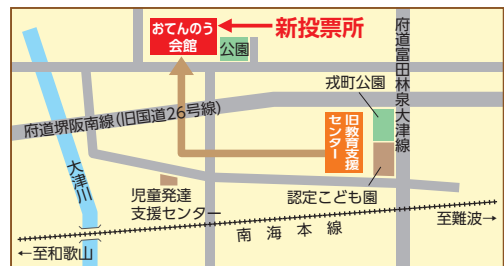 おてんのう
会館
新投票所
公園
府道富田林泉大津線
戎町公園
府道堺阪南線(旧国道26号線)
旧教育支援
センター
大津川
児童発達
支援センター
認定こども園
至難波→
南海本線
←至和歌山